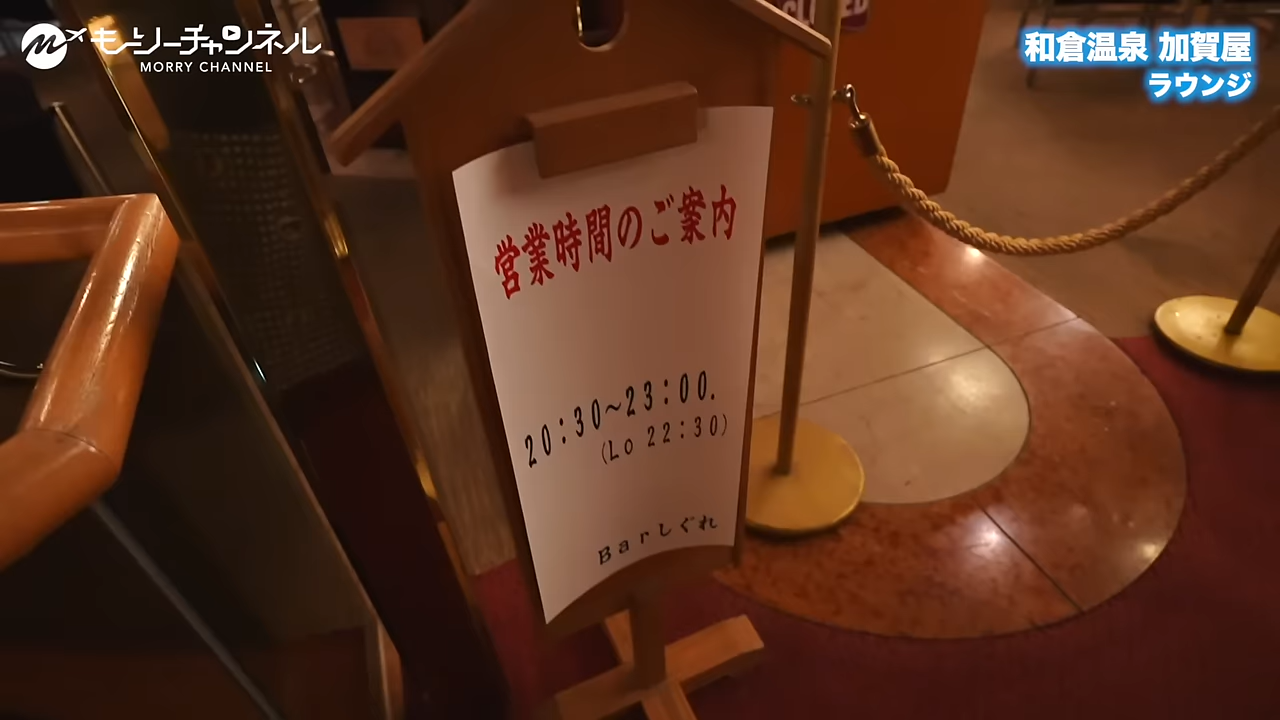 モーリーチャンネル
MORRY CHANNEL
和倉温泉 加賀屋
ラウンジ
営業時間のご案内
20:30~23:00.
(Lo 22:30)
Barしぐれ